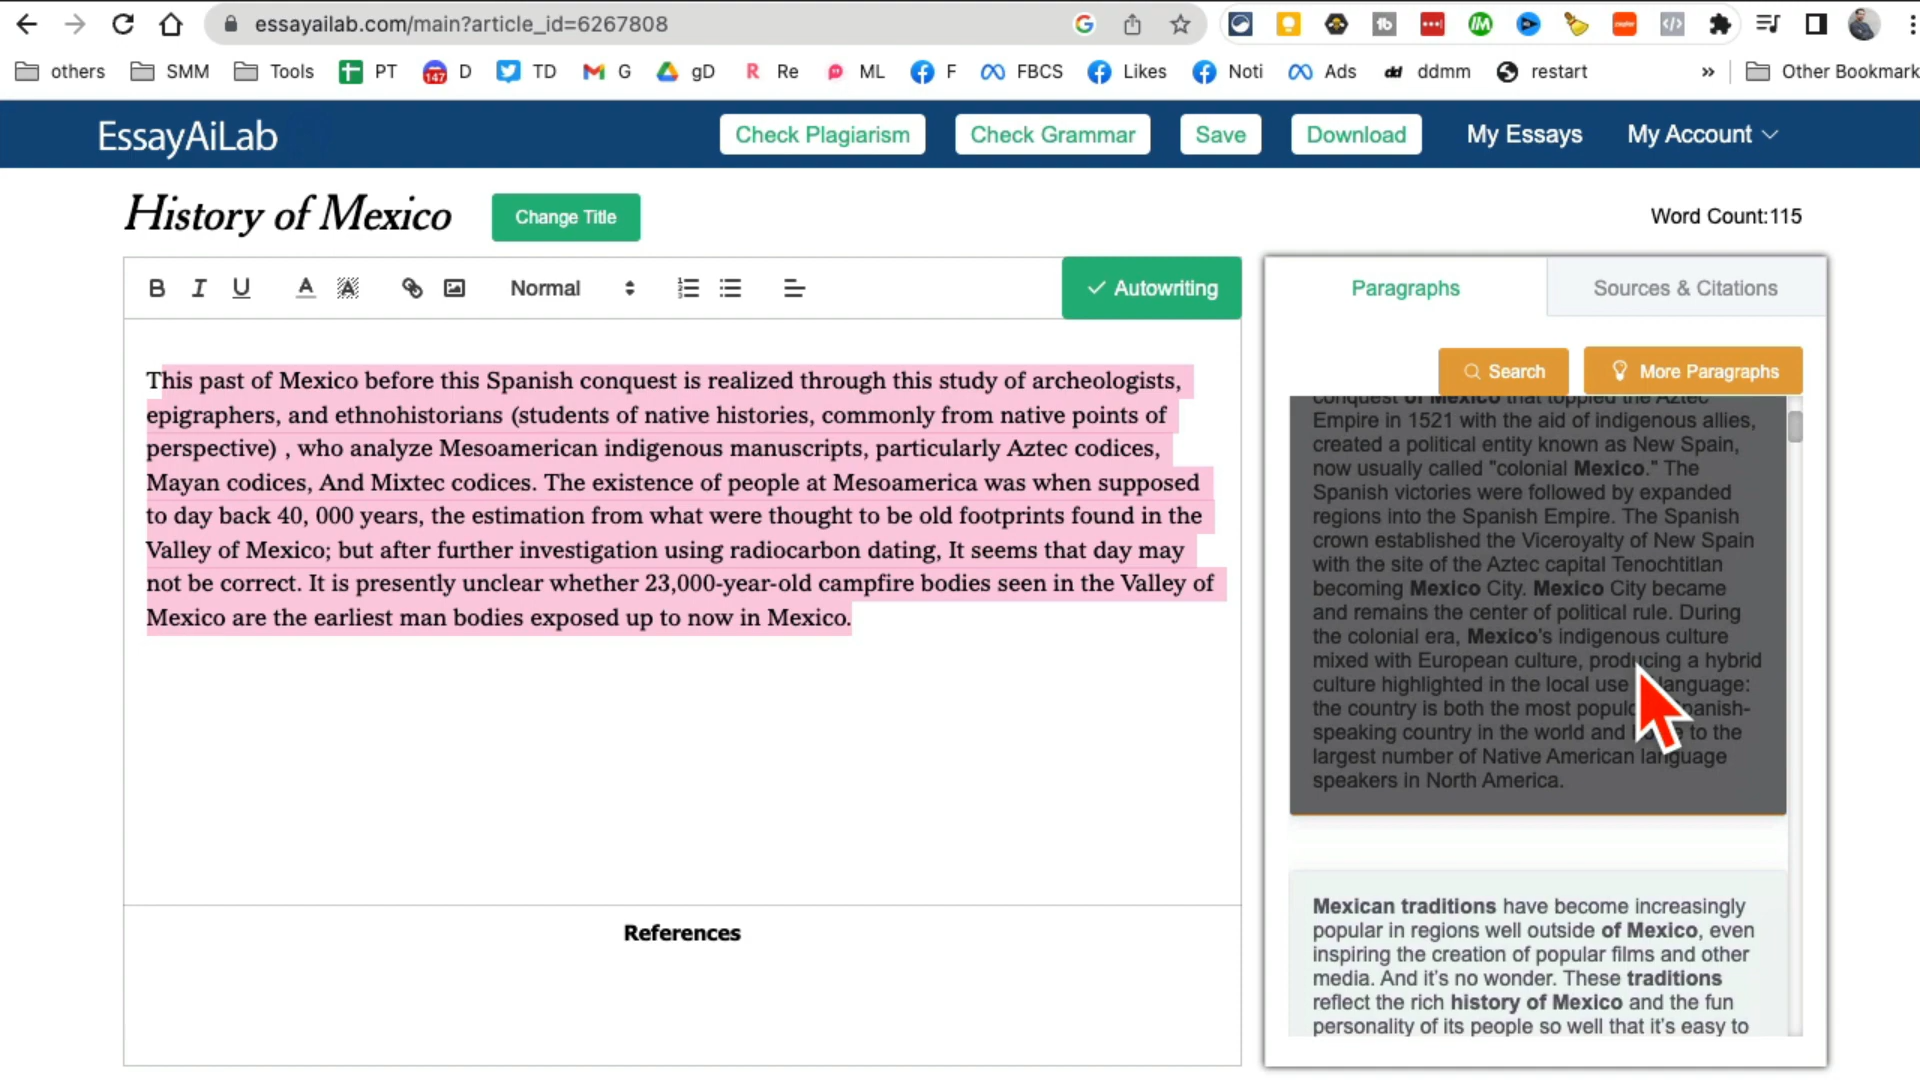 essayailab.com/main?article_id=6267808
others SMM Tools PT 147 D TD G gD Re ML F FBCS Likes Noti Ads ddmm restart » Other Bookmark
EssayAiLab Check Plagiarism Check Grammar Save Download My Essays My Account
History of Mexico Change Title Word Count:115
Normal Autowriting
This past of Mexico before this Spanish conquest is realized through this study of archeologists,
epigraphers, and ethnohistorians (students of native histories, commonly from native points of
perspective) , who analyze Mesoamerican indigenous manuscripts, particularly Aztec codices,
Mayan codices, And Mixtec codices. The existence of people at Mesoamerica was when supposed
to day back 40, 000 years, the estimation from what were thought to be old footprints found in the
Valley of Mexico; but after further investigation using radiocarbon dating, It seems that day may
not be correct. It is presently unclear whether 23,000-year-old campfire bodies seen in the Valley of
Mexico are the earliest man bodies exposed up to now in Mexico.
References
Paragraphs Sources & Citations
Search More Paragraphs
conquest of Mexico that toppled the Aztec
Empire in 1521 with the aid of indigenous allies,
created a political entity known as New Spain,
now usually called "colonial Mexico." The
Spanish victories were followed by expanded
regions into the Spanish Empire. The Spanish
crown established the Viceroyalty of New Spain
with the site of the Aztec capital Tenochtitlan
becoming Mexico City. Mexico City became
and remains the center of political rule. During
the colonial era, Mexico's indigenous culture
mixed with European culture, producing a hybrid
culture highlighted in the local use language:
the country is both the most
speaking country in the world and to the
largest number of Native American language
speakers in North America.
Mexican traditions have become increasingly
popular in regions well outside of Mexico, even
inspiring the creation of popular films and other
media. And it's no wonder. These traditions
reflect the rich history of Mexico and the fun
personality of its people so well that it's easy to